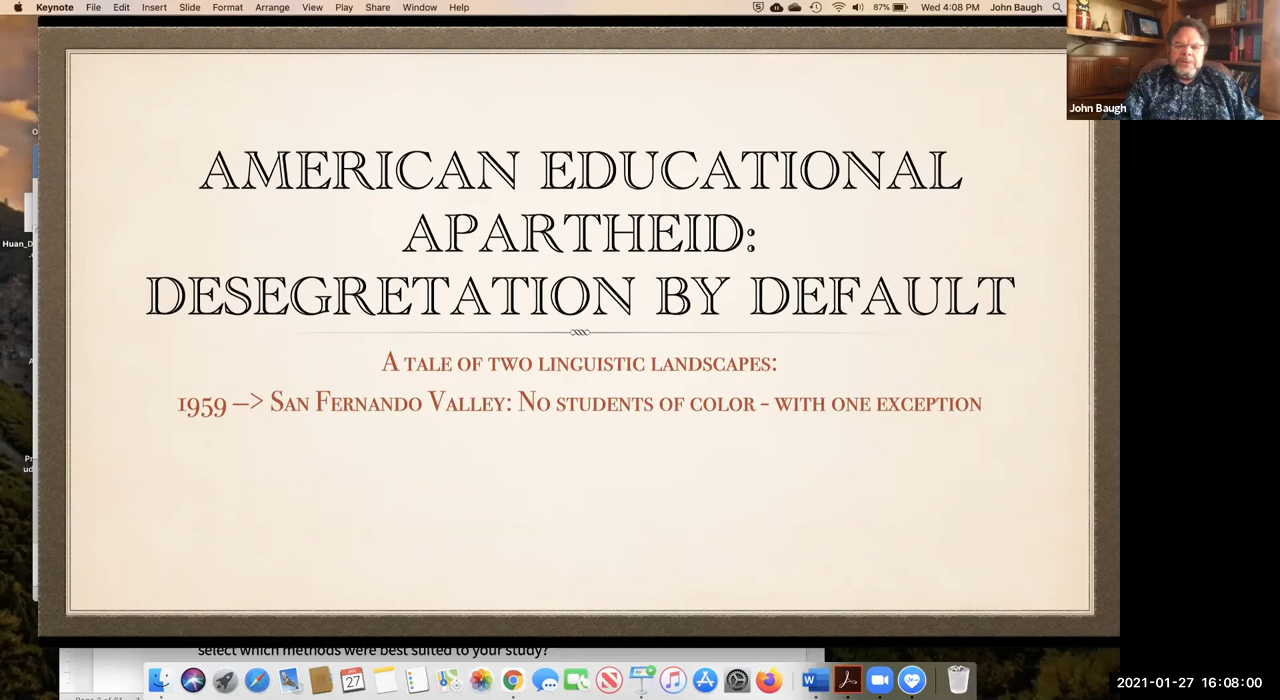 Keynote File Edit Insert Slide Format Arrange View Play Share Window Help 87% Wed 4:08 PM John Baugh
John Baugh
AMERICAN EDUCATIONAL
APARTHEID:
DESEGRETATION BY DEFAULT
A TALE OF TWO LINGUISTIC LANDSCAPES:
1959 —> SAN FERNANDO VALLEY: NO STUDENTS OF COLOR - WITH ONE EXCEPTION
Huan_D
select which methods were best suited to your study?
27
2021-01-27 16:08:00